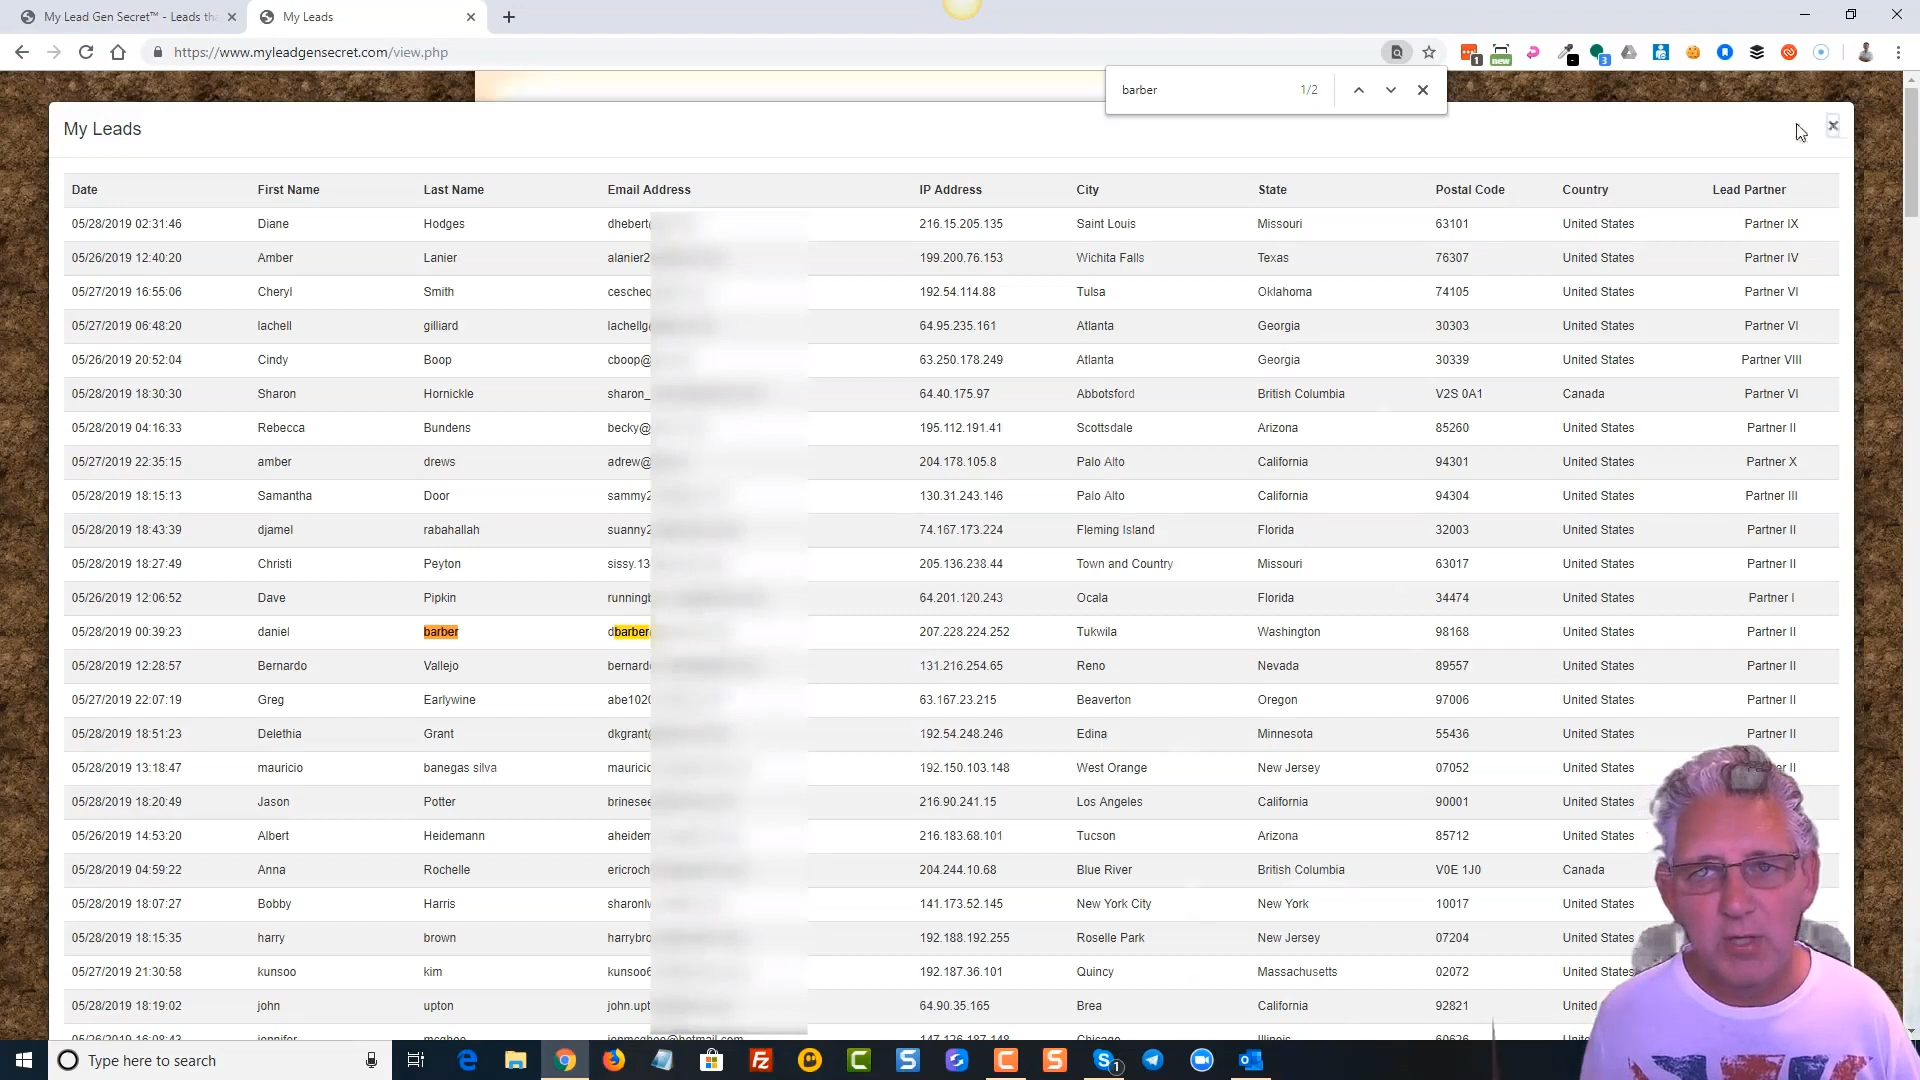 My Lead Gen Secret™ - Leads tha
My Leads
https://www.myleadgensecret.com/view.php
1
new
3
barber 1/2
My Leads
Date First Name Last Name Email Address IP Address City State Postal Code Country Lead Partner
05/28/2019 02:31:46 Diane Hodges dhebert 216.15.205.135 Saint Louis Missouri 63101 United States Partner IX
05/26/2019 12:40:20 Amber Lanier alanier2 199.200.76.153 Wichita Falls Texas 76307 United States Partner IV
05/27/2019 16:55:06 Cheryl Smith cescheq 192.54.114.88 Tulsa Oklahoma 74105 United States Partner VI
05/27/2019 06:48:20 lachell gilliard lachellg 64.95.235.161 Atlanta Georgia 30303 United States Partner VI
05/26/2019 20:52:04 Cindy Boop cboop@ 63.250.178.249 Atlanta Georgia 30339 United States Partner VIII
05/28/2019 18:30:30 Sharon Hornickle sharon_ 64.40.175.97 Abbotsford British Columbia V2S 0A1 Canada Partner VI
05/28/2019 04:16:33 Rebecca Bundens becky@ 195.112.191.41 Scottsdale Arizona 85260 United States Partner II
05/27/2019 22:35:15 amber drews adrew@ 204.178.105.8 Palo Alto California 94301 United States Partner X
05/28/2019 18:15:13 Samantha Door sammy2 130.31.243.146 Palo Alto California 94304 United States Partner III
05/28/2019 18:43:39 djamel rabahallah suanny2 74.167.173.224 Fleming Island Florida 32003 United States Partner II
05/28/2019 18:27:49 Christi Peyton sissy.13 205.136.238.44 Town and Country Missouri 63017 United States Partner II
05/26/2019 12:06:52 Dave Pipkin running 64.201.120.243 Ocala Florida 34474 United States Partner I
05/28/2019 00:39:23 daniel barber dbarber 207.228.224.252 Tukwila Washington 98168 United States Partner II
05/28/2019 12:28:57 Bernardo Vallejo bernard 131.216.254.65 Reno Nevada 89557 United States Partner II
05/27/2019 22:07:19 Greg Earlywine abe1020 63.167.23.215 Beaverton Oregon 97006 United States Partner II
05/28/2019 18:51:23 Delethia Grant dkgrant 192.54.248.246 Edina Minnesota 55436 United States Partner II
05/28/2019 13:18:47 mauricio banegas silva mauric 192.150.103.148 West Orange New Jersey 07052 United States
05/28/2019 18:20:49 Jason Potter brinese 216.90.241.15 Los Angeles California 90001 United States
05/26/2019 14:53:20 Albert Heidemann aheidem 216.183.68.101 Tucson Arizona 85712 United States
05/28/2019 04:59:22 Anna Rochelle ericroch 204.244.10.68 Blue River British Columbia V0E 1J0 Canada
05/28/2019 18:07:27 Bobby Harris sharon 141.173.52.145 New York City New York 10017 United States
05/28/2019 18:15:35 harry brown harrybro 192.188.192.255 Roselle Park New Jersey 07204 United States
05/27/2019 21:30:58 kunsoo kim kunsoo 192.187.36.101 Quincy Massachusetts 02072 United States
05/28/2019 18:19:02 john upton john.upt 64.90.35.165 Brea California 92821 United
Type here to search
1